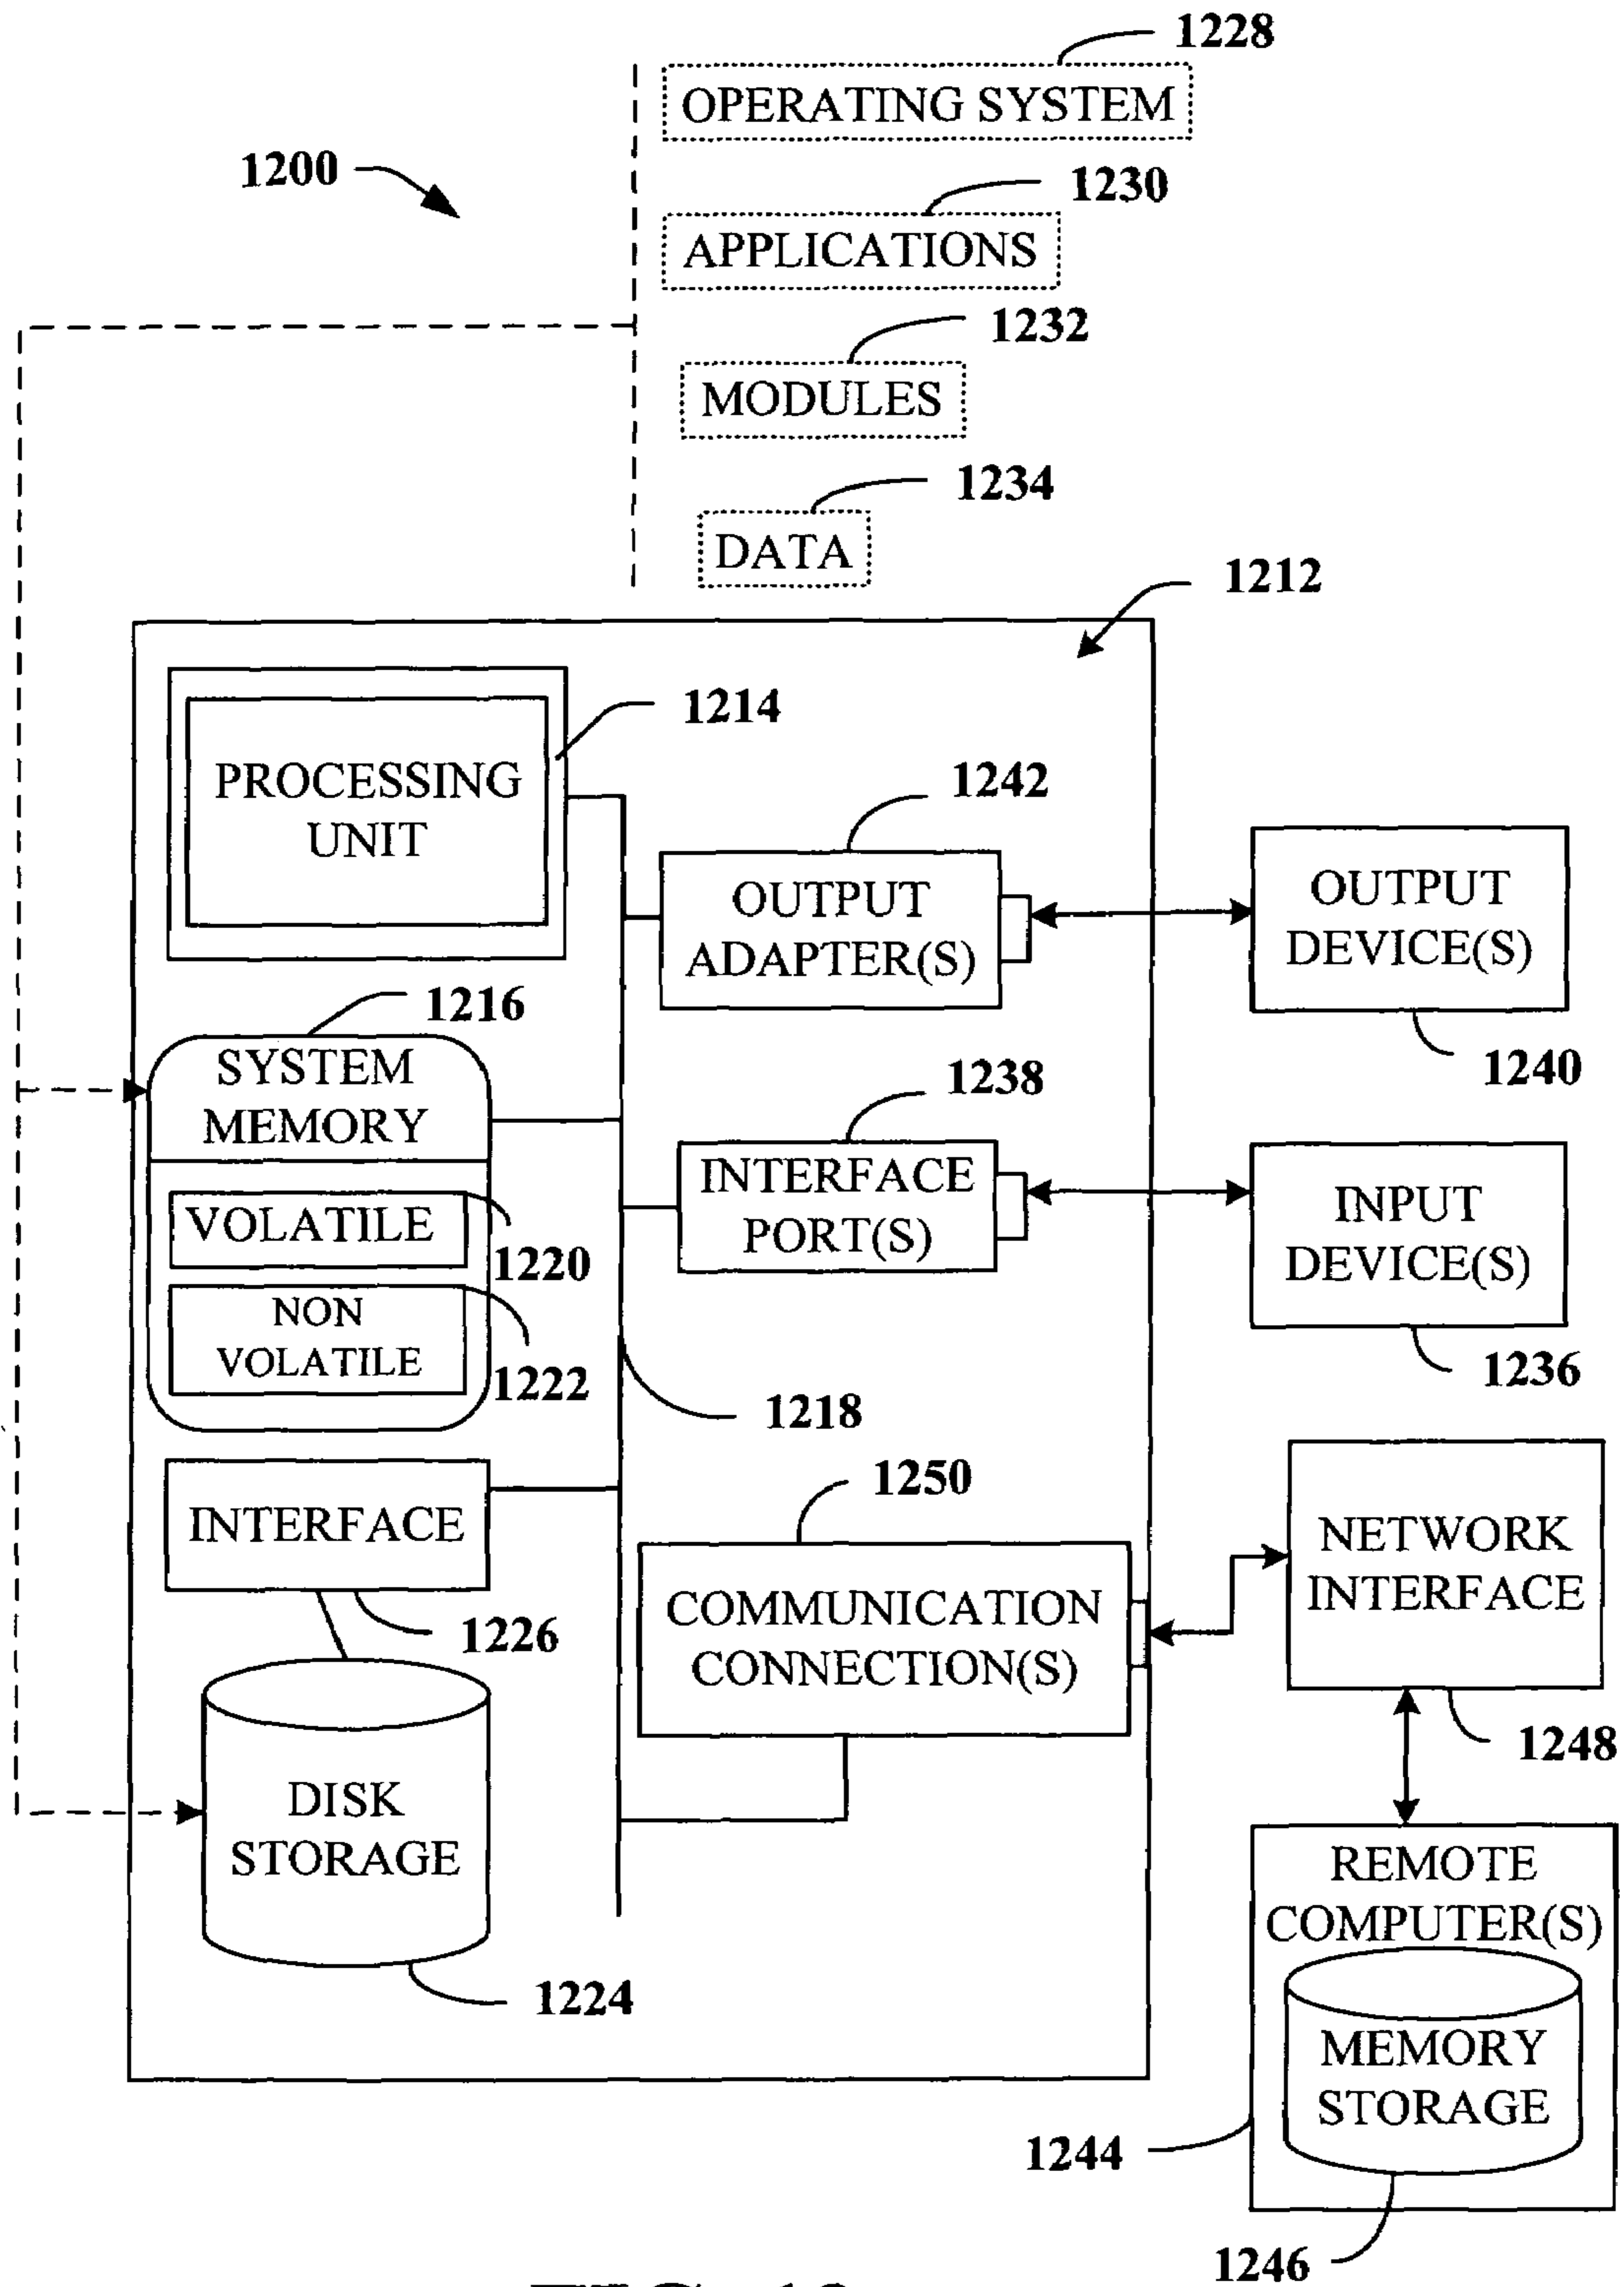 1228
OPERATING SYSTEM
1200
1230
APPLICATIONS
1232
MODULES
1234
DATA
1212
1214
PROCESSING
UNIT
1242
OUTPUT
ADAPTER(S)
OUTPUT
DEVICE(S)
1240
1216
SYSTEM
MEMORY
1238
INTERFACE
PORT(S)
INPUT
DEVICE(S)
1236
VOLATILE
1220
NON
VOLATILE
1222
1218
1250
INTERFACE
1226
COMMUNICATION
CONNECTION(S)
NETWORK
INTERFACE
1248
DISK
STORAGE
1224
REMOTE
COMPUTER(S)
MEMORY
STORAGE
1244
1246